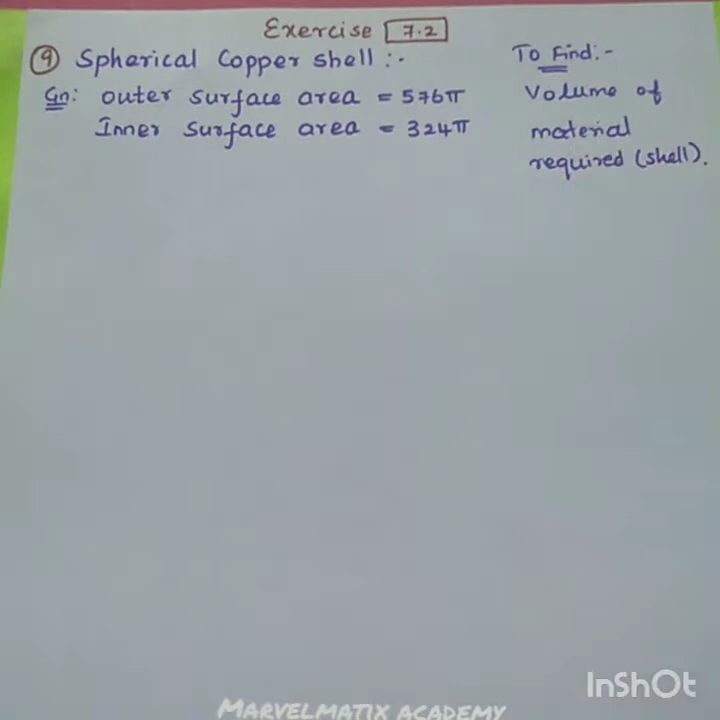 Exercise 7.2
9 Spherical Copper shell :-
To Find:-
Gn: outer surface area = 576π
Inner surface area = 324π
Volume of
material
required (shell).
InShOt
MARVELMATIX ACADEMY